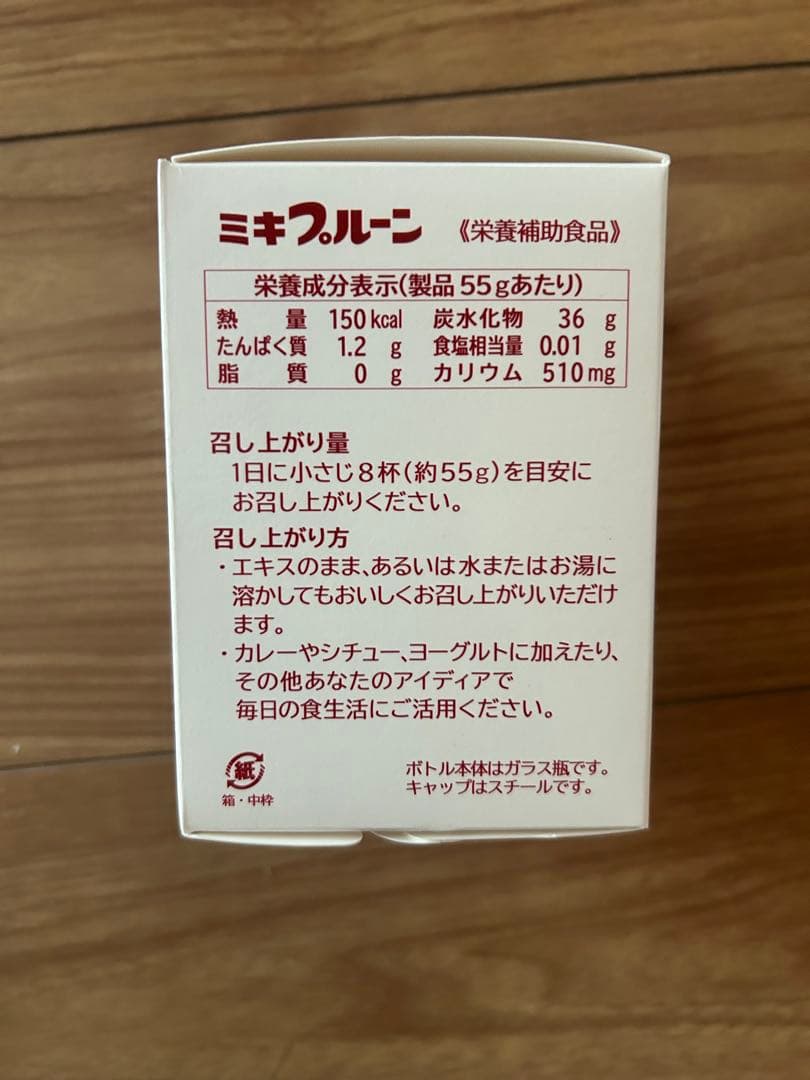 ミキプルーン 《栄養補助食品》
栄養成分表示(製品55gあたり)
熱量 150kcal 炭水化物 36 g
たんぱく質 1.2 g 食塩相当量 0.01 g
脂質 0 g カリウム 510mg
召し上がり量
1日に小さじ8杯(約55g)を目安に
お召し上がりください。
召し上がり方
・エキスのまま、あるいは水またはお湯に
溶かしてもおいしくお召し上がりいただけ
ます。
・カレーやシチュー、ヨーグルトに加えたり、
その他あなたのアイディアで
毎日の食生活にご活用ください。
紙
箱・中枠
ボトル本体はガラス瓶です。
キャップはスチールです。